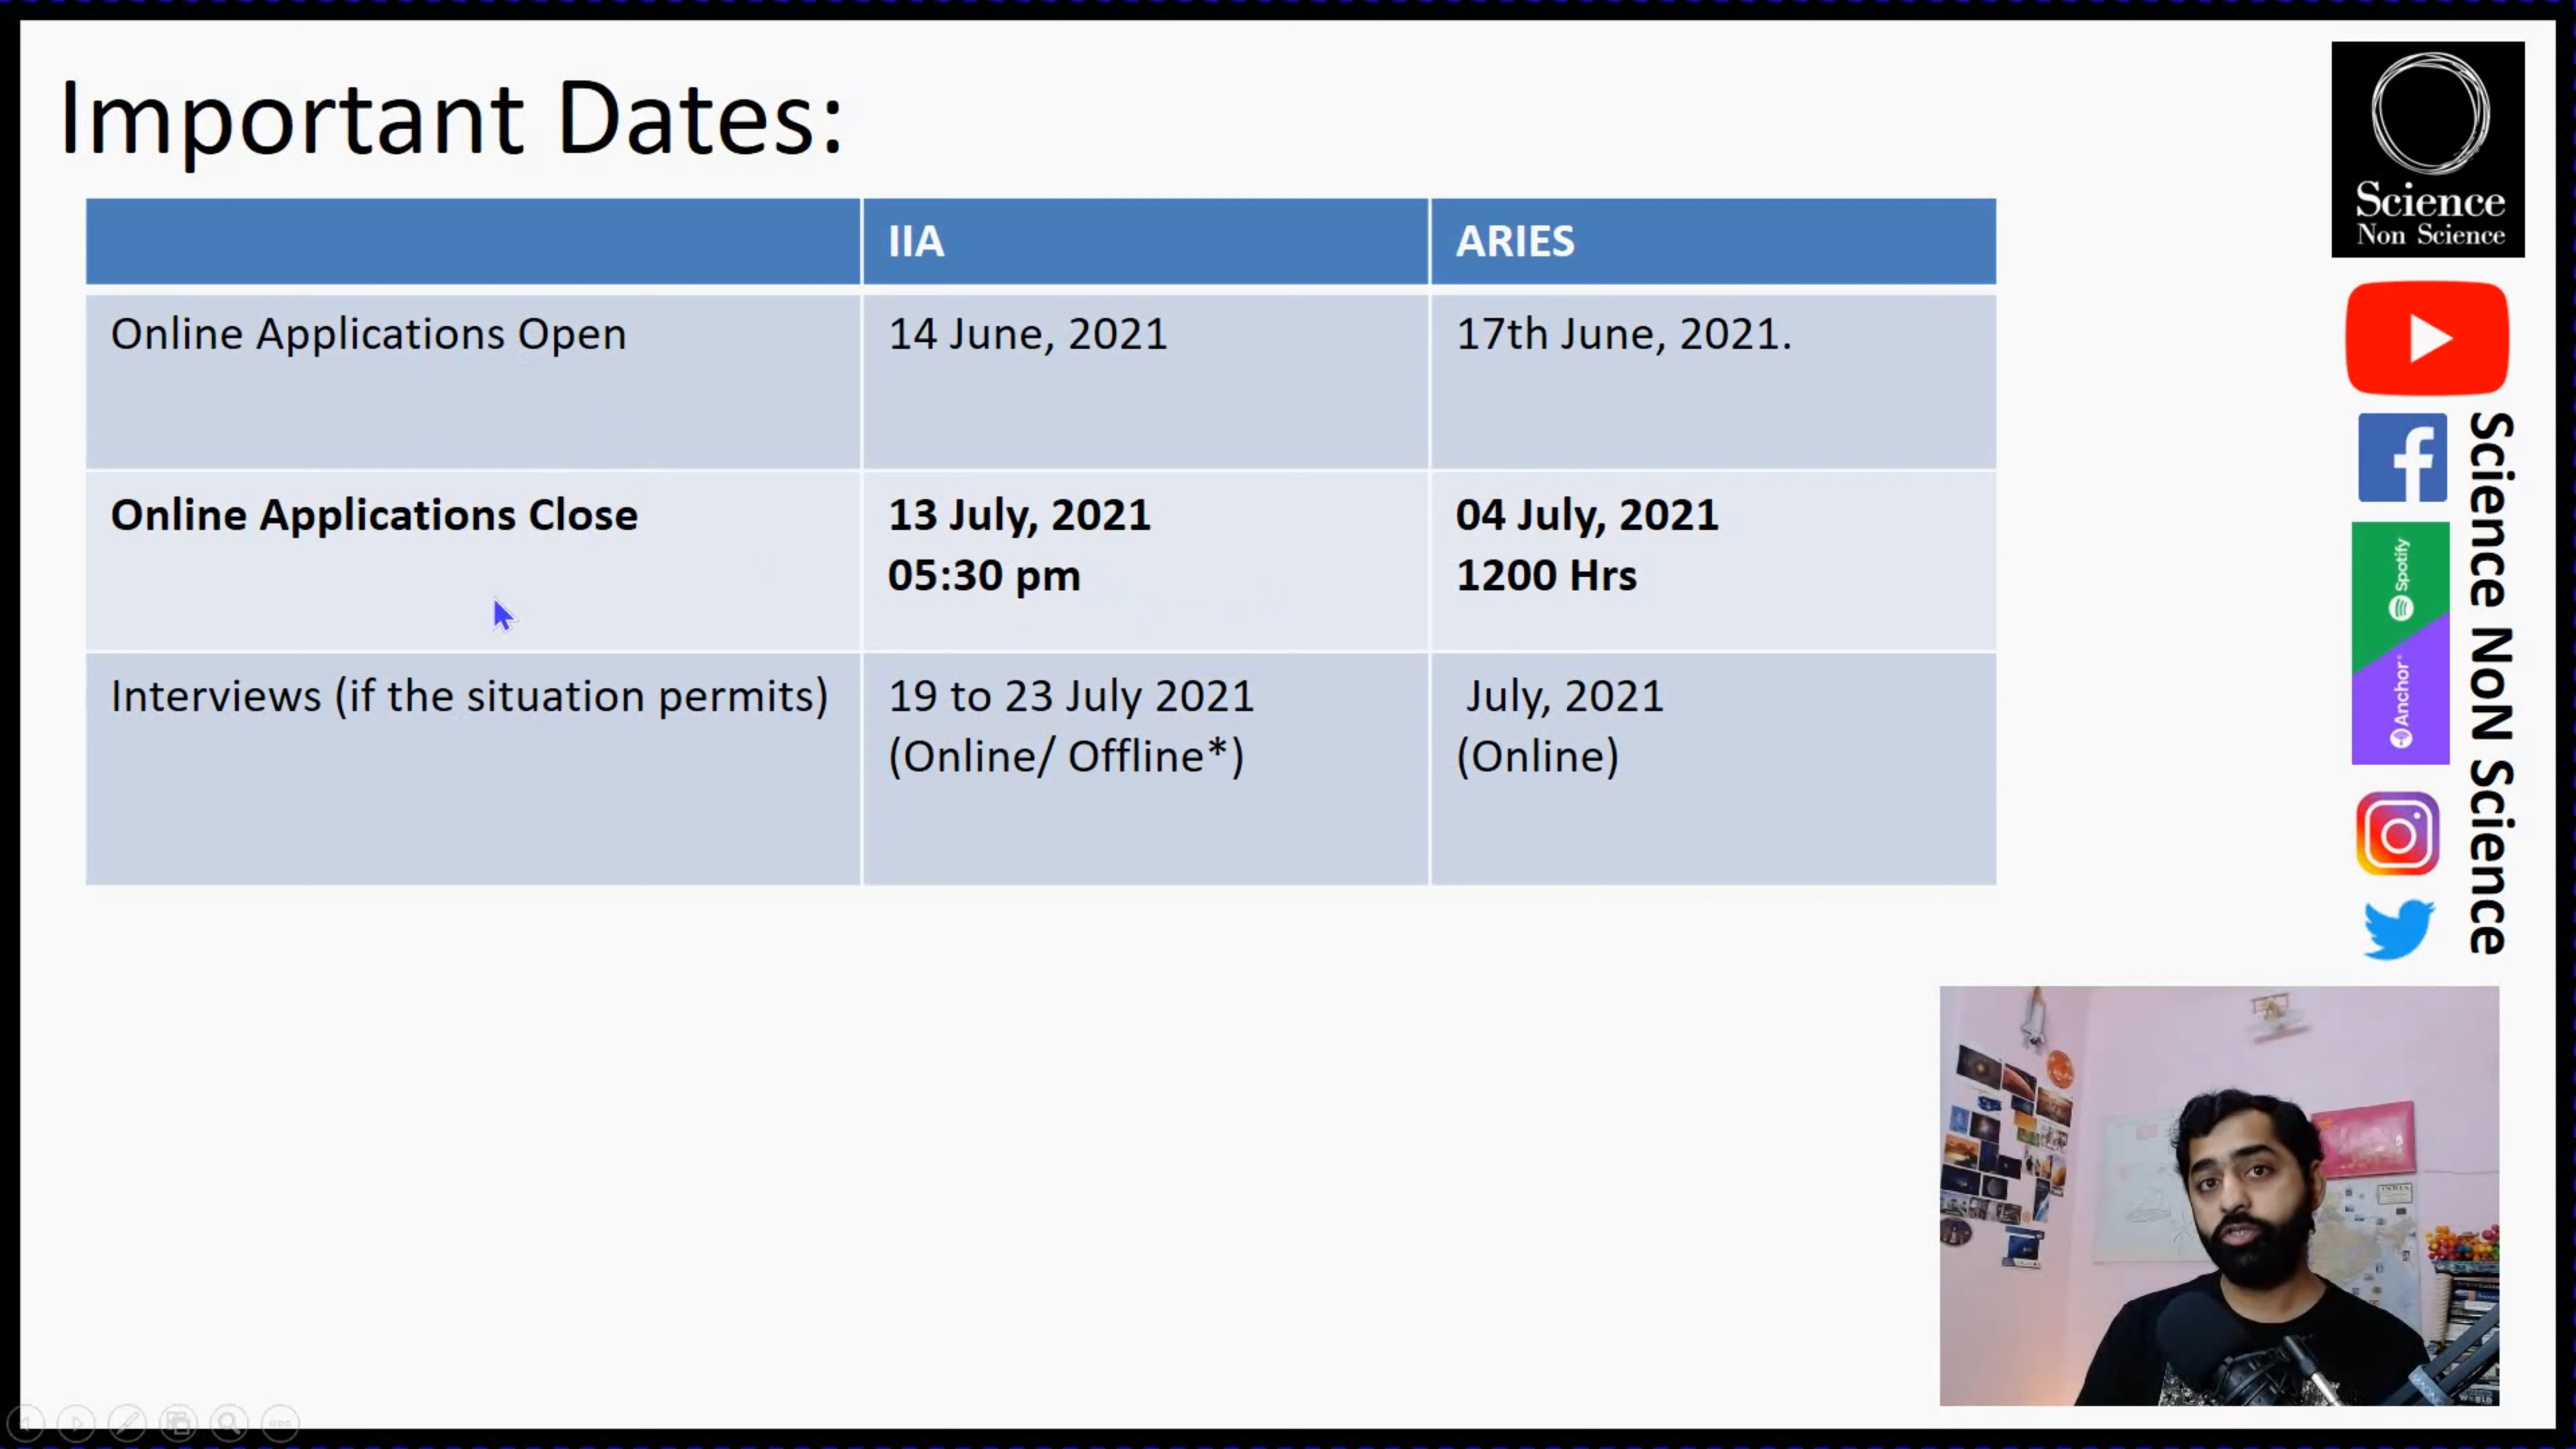 Important Dates:
IIA
ARIES
Online Applications Open
14 June, 2021
17th June, 2021.
Online Applications Close
13 July, 2021
05:30 pm
04 July, 2021
1200 Hrs
Interviews (if the situation permits)
19 to 23 July 2021
(Online/ Offline*)
July, 2021
(Online)
Science
Non Science
Science NoN Science
Spotify
Anchor
INDIA